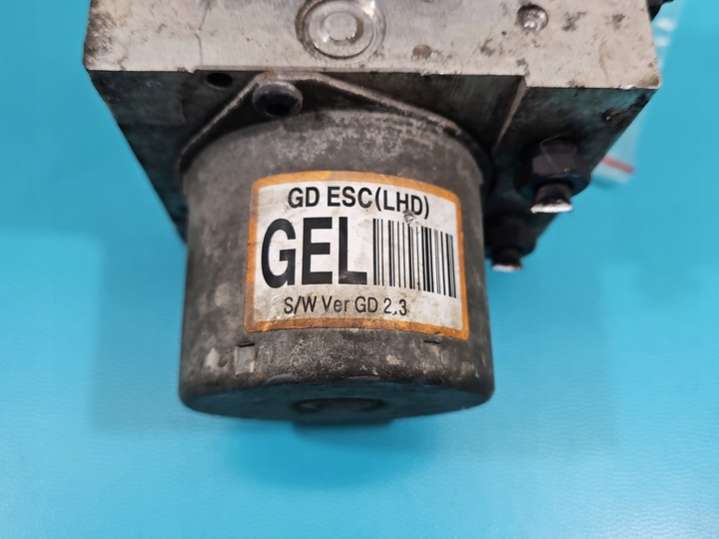 GD ESC(LHD)
GEL
S/W Ver GD 2.3